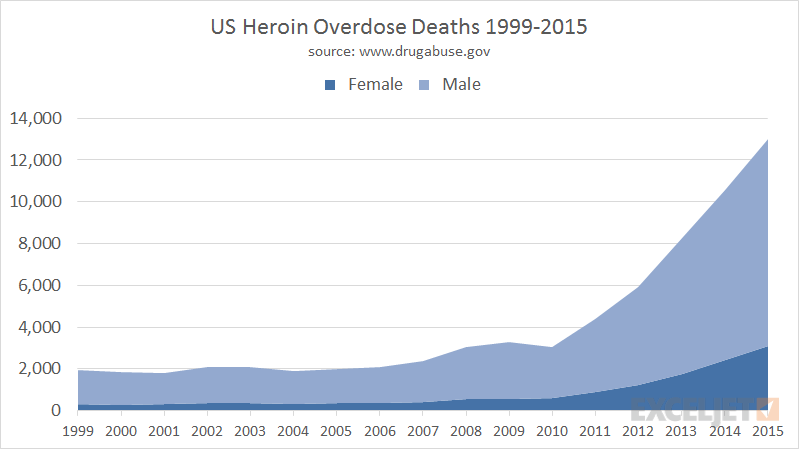 US Heroin Overdose Deaths 1999-2015
source: www.drugabuse.gov
Female Male
14,000
12,000
10,000
8,000
6,000
4,000
2,000
0
EXCELJET
1999 2000 2001 2002 2003 2004 2005 2006 2007 2008 2009 2010 2011 2012 2013 2014 2015